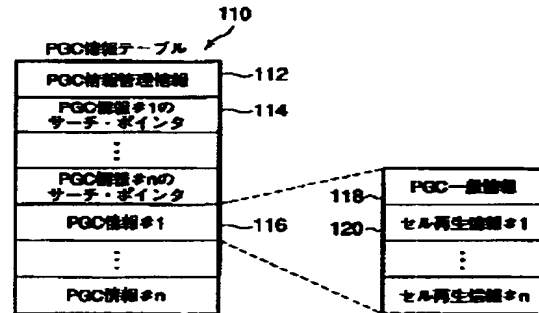 110
PGC情報テーブル
PGC情報管理情報
112
PGC情報#1の
サーチ・ポインタ
114
⋮
PGC情報#nの
サーチ・ポインタ
PGC情報#1
116
⋮
PGC情報#n
PGC一般情報
118
セル再生情報#1
120
⋮
セル再生情報#n